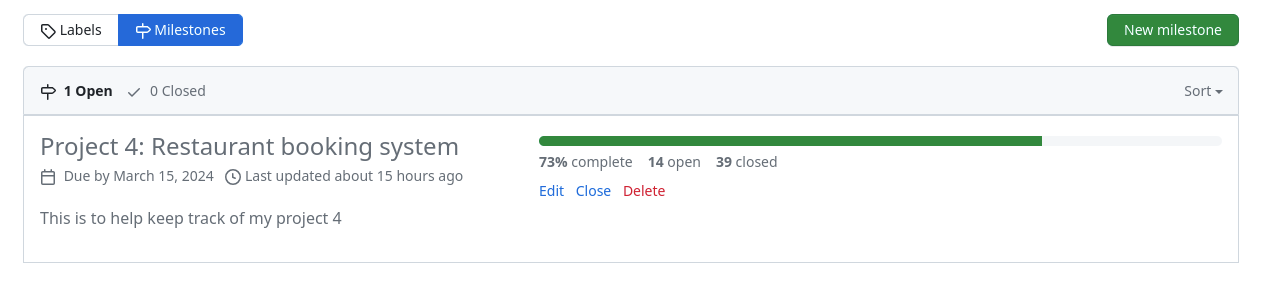 Labels Milestones New milestone
1 Open 0 Closed Sort
Project 4: Restaurant booking system
Due by March 15, 2024 Last updated about 15 hours ago
This is to help keep track of my project 4
73% complete 14 open 39 closed
Edit Close Delete